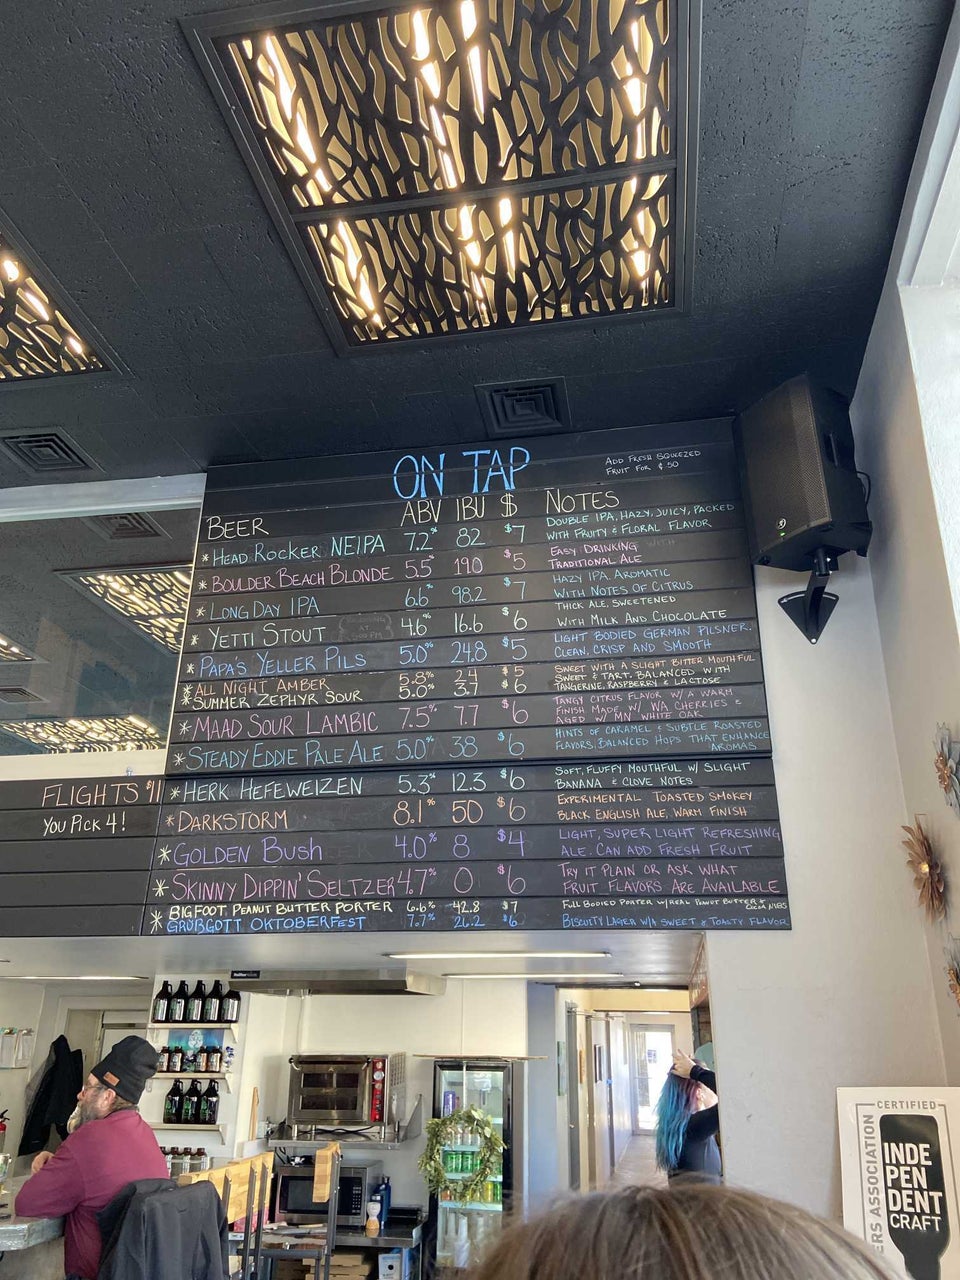 ON TAP
ADD FRESH SQUEEZED
FRUIT FOR $.50
BEER ABV IBU $ NOTES
* HEAD ROCKER NEIPA 7.2% 82 $7 DOUBLE IPA, HAZY, JUICY, PACKED
WITH FRUITY & FLORAL FLAVOR
* BOULDER BEACH BLONDE 5.5% 19.0 $5 EASY DRINKING
TRADITIONAL ALE
* LONG DAY IPA 6.6% 98.2 $7 HAZY IPA. AROMATIC
WITH NOTES OF CITRUS
* YETTI STOUT 4.6% 16.6 $6 THICK ALE, SWEETENED
WITH MILK AND CHOCOLATE
* PAPA'S YELLER PILS 5.0% 24.8 $5 LIGHT BODIED GERMAN PILSNER.
CLEAN, CRISP AND SMOOTH
* ALL NIGHT AMBER 5.8% 24 $5 SWEET WITH A SLIGHT BITTER MOUTHFUL
* SUMMER ZEPHYR SOUR 5.0% 3.7 $6 SWEET & TART. BALANCED WITH
TANGERINE, RASPBERRY & LACTOSE
* MAAD SOUR LAMBIC 7.5% 7.7 $6 TANGY CITRUS FLAVOR W/ A WARM
FINISH MADE W/ WA CHERRIES &
AGED W/ MN WHITE OAK
* STEADY EDDIE PALE ALE 5.0% 38 $6 HINTS OF CARAMEL & SUBTLE ROASTED
FLAVORS, BALANCED HOPS THAT ENHANCE
AROMAS
* HERK HEFEWEIZEN 5.3% 12.3 $6 SOFT, FLUFFY MOUTHFUL W/ SLIGHT
BANANA & CLOVE NOTES
* DARKSTORM 8.1% 50 $6 EXPERIMENTAL TOASTED SMOKEY
BLACK ENGLISH ALE, WARM FINISH
* GOLDEN BUSH 4.0% 8 $4 LIGHT, SUPER LIGHT REFRESHING
ALE. CAN ADD FRESH FRUIT
* SKINNY DIPPIN' SELTZER 4.7% 0 $6 TRY IT PLAIN OR ASK WHAT
FRUIT FLAVORS ARE AVAILABLE
* BIGFOOT PEANUT BUTTER PORTER 6.6% 42.8 $7 FULL BODIED PORTER W/ REAL PEANUT BUTTER &
COCOA NIBS
* GRÜßGOTT OKTOBERFEST 7.7% 26.2 $6 BISCUITY LAGER W/A SWEET & TOASTY FLAVOR
FLIGHTS $11
YOU PICK 4!
CERTIFIED
INDE
PEN
DENT
CRAFT
ERS ASSOCIATION